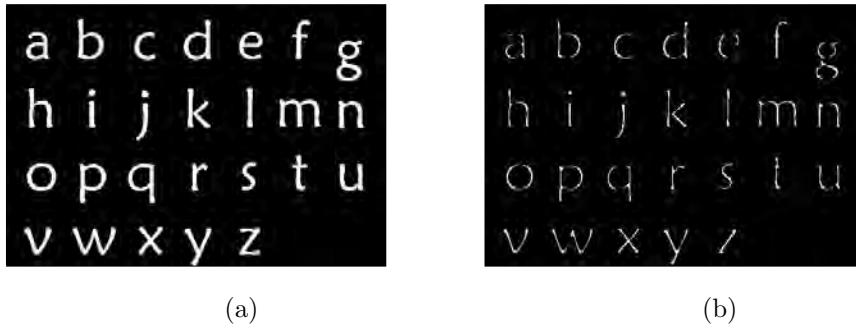 a b c d e f g
h i j k l m n
o p q r s t u
v w x y z
a b c d e f g
h i j k l m n
o p q r s t u
v w x y z
(a)
(b)